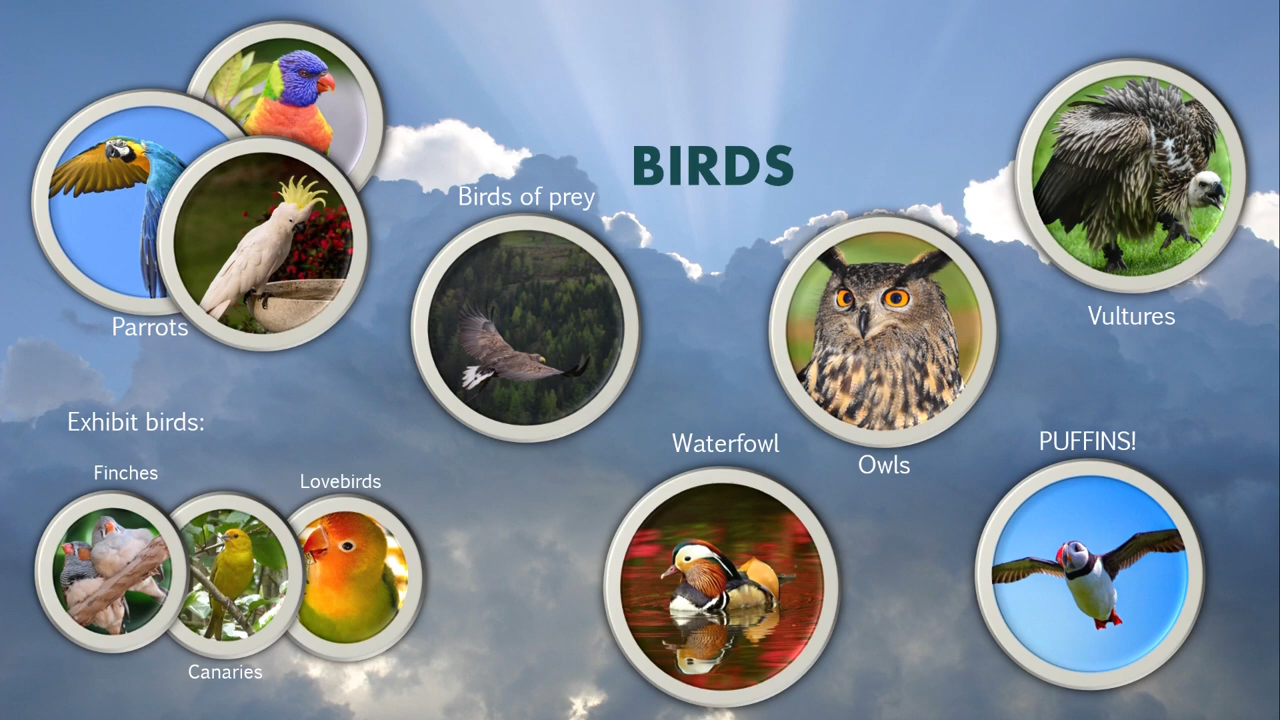 BIRDS
Birds of prey
Parrots
Vultures
Exhibit birds:
Finches
Lovebirds
Canaries
Waterfowl
Owls
PUFFINS!